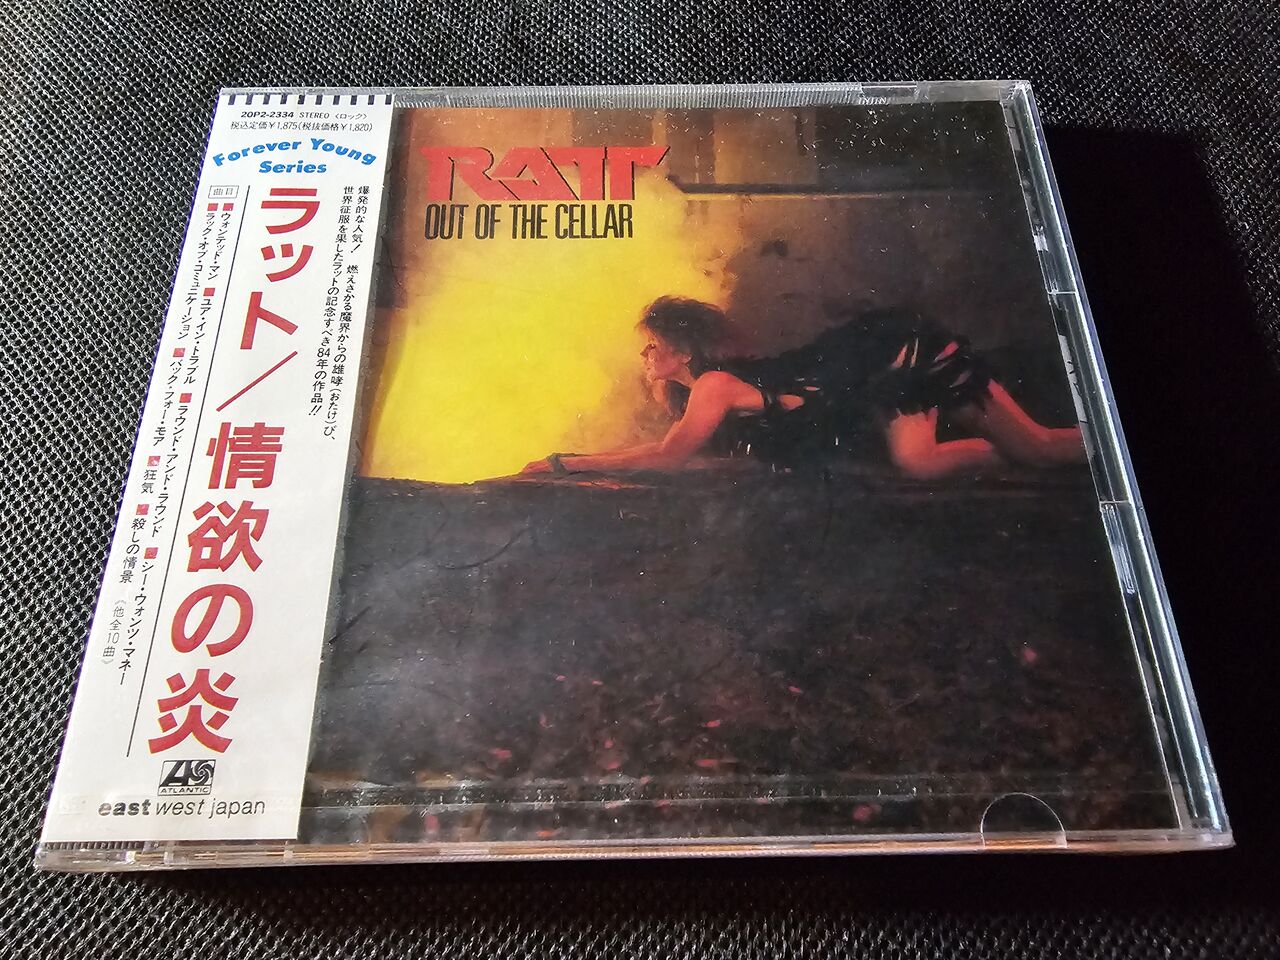 20P2-2334 STEREO 〈ロック〉
税込定価¥1,875(税抜価格¥1,820)
Forever Young
Series
爆発的な人気! 燃えさかる魔界からの雄哮(おたけ)び、
世界征服を果したラットの記念すべき84年の作品!!
ラット/情欲の炎
曲目
■ウォンテッド・マン ■ユア・イン・トラブル ■ラウンド・アンド・ラウンド ■シー・ウォンツ・マネー
■ラック・オブ・コミュニケーション ■バック・フォー・モア ■狂気 ■殺しの情景 《他全10曲》
ATLANTIC
east west japan
RATT
OUT OF THE CELLAR